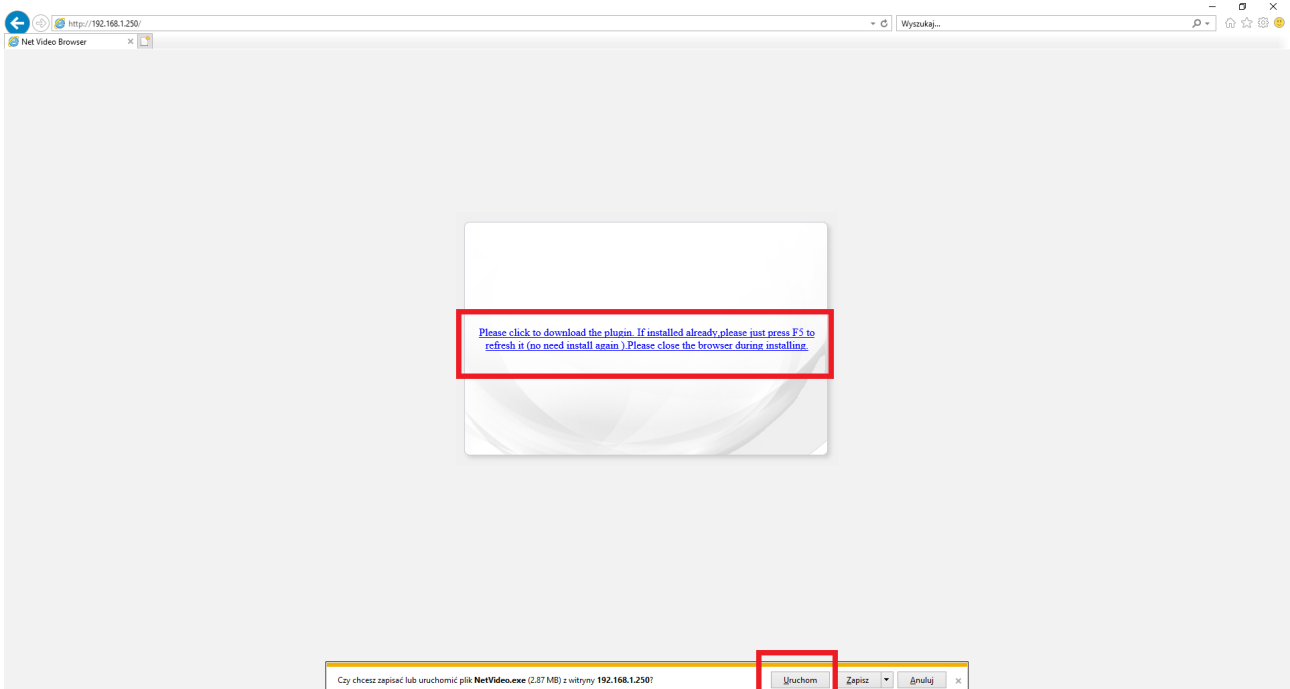 http://192.168.1.250/
Wyszukaj...
Net Video Browser
Please click to download the plugin. If installed already,please just press F5 to
refresh it (no need install again ).Please close the browser during installing.
Czy chcesz zapisać lub uruchomić plik NetVideo.exe (2.87 MB) z witryny 192.168.1.250?
Uruchom
Zapisz
Anuluj